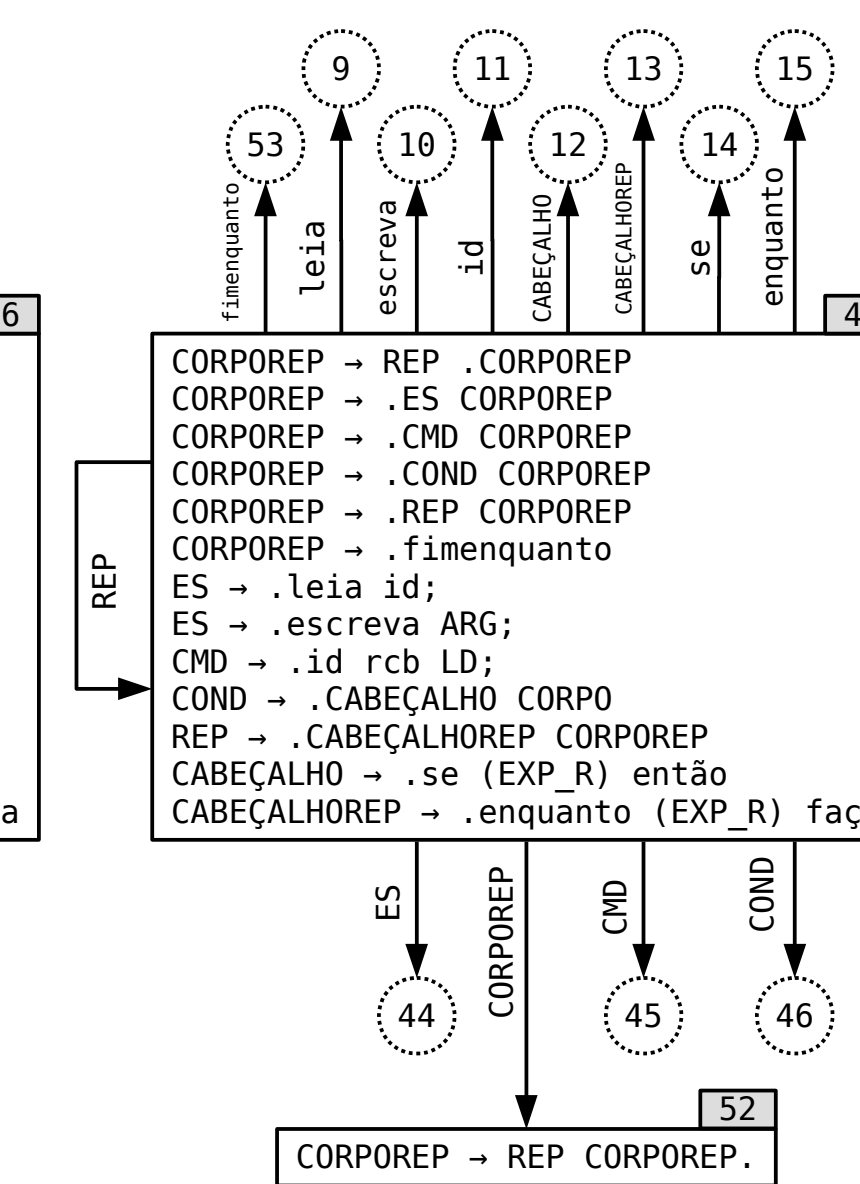 9
11
13
15
53
10
12
14
fimenquanto
leia
escreva
id
CABEÇALHO
CABEÇALHOREP
se
enquanto
6
4
CORPOREP → REP .CORPOREP
CORPOREP → .ES CORPOREP
CORPOREP → .CMD CORPOREP
CORPOREP → .COND CORPOREP
CORPOREP → .REP CORPOREP
CORPOREP → .fimenquanto
REP
ES → .leia id;
ES → .escreva ARG;
CMD → .id rcb LD;
COND → .CABEÇALHO CORPO
REP → .CABEÇALHOREP CORPOREP
CABEÇALHO → .se (EXP_R) então
a
CABEÇALHOREP → .enquanto (EXP_R) faç
ES
CORPOREP
CMD
COND
44
45
46
52
CORPOREP → REP CORPOREP.